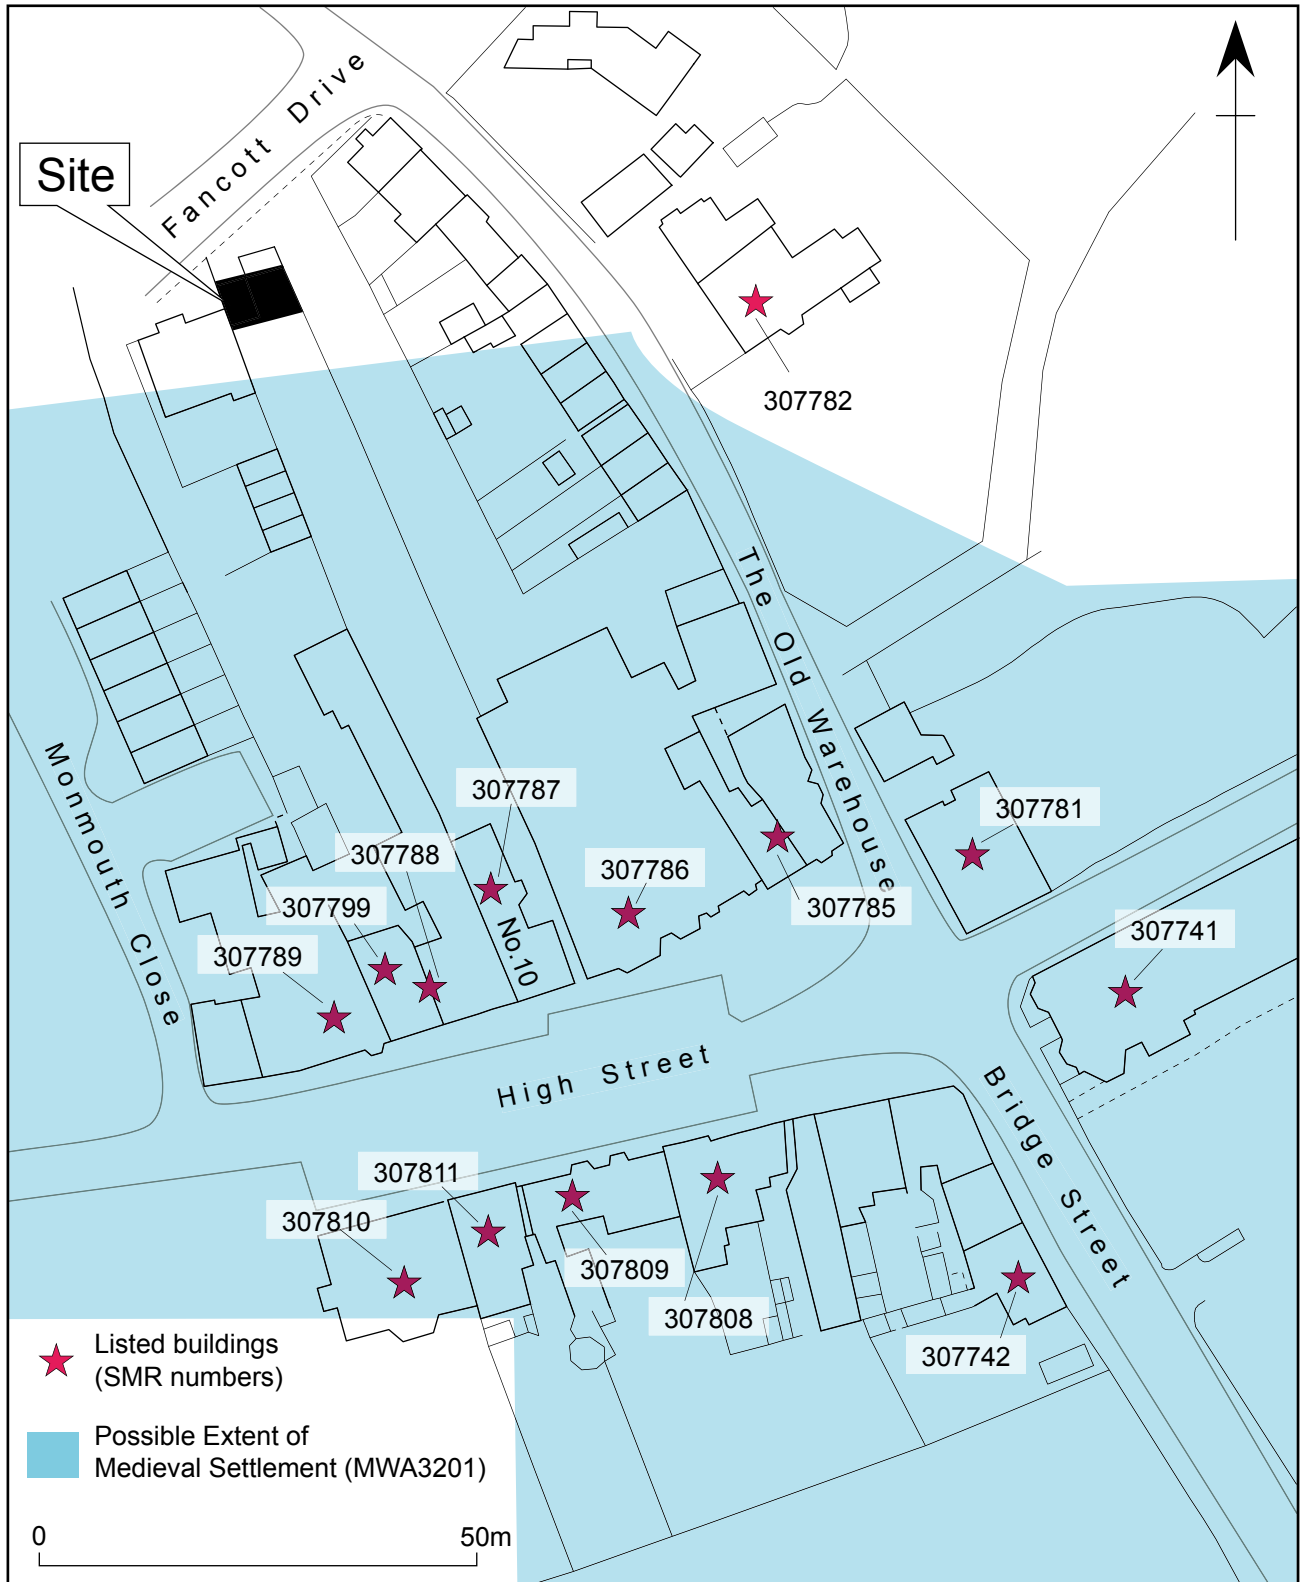 Fancott Drive
Site
307782
The Old Warehouse
Monmouth Close
307787
307781
307788
307786
307799
307785
307741
307789
No.10
High Street
Bridge Street
307811
307810
307809
307808
307742
Listed buildings
(SMR numbers)
Possible Extent of
Medieval Settlement (MWA3201)
0 50m